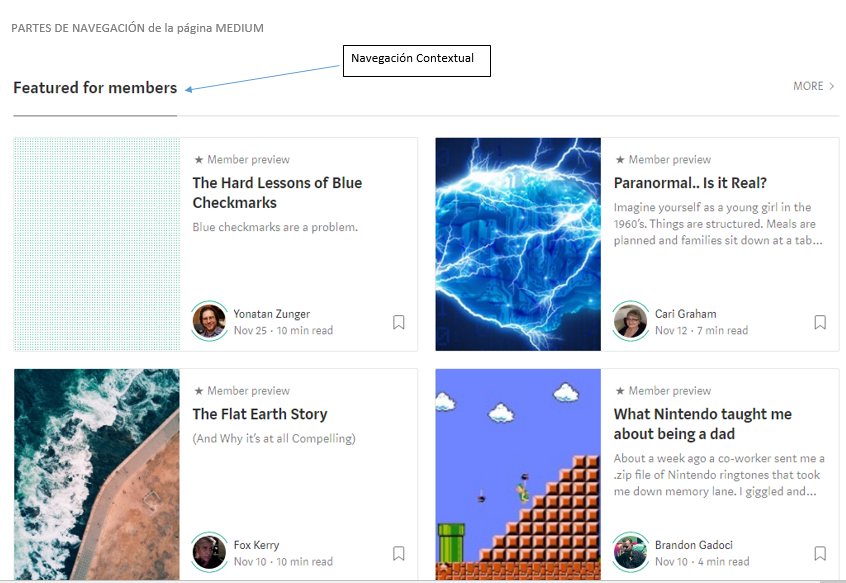 PARTES DE NAVEGACIÓN de la página MEDIUM
Navegación Contextual
Featured for members
MORE >
★ Member preview
The Hard Lessons of Blue
Checkmarks
Blue checkmarks are a problem.
Yonatan Zunger
Nov 25 · 10 min read
★ Member preview
Paranormal.. Is it Real?
Imagine yourself as a young girl in the
1960's. Things are structured. Meals are
planned and families sit down at a tab...
Cari Graham
Nov 12 · 7 min read
★ Member preview
The Flat Earth Story
(And Why it's at all Compelling)
Fox Kerry
Nov 10 · 10 min read
★ Member preview
What Nintendo taught me
about being a dad
About a week ago a co-worker sent me a
.zip file of Nintendo ringtones that took
me down memory lane. I giggled and...
Brandon Gadoci
Nov 10 · 4 min read